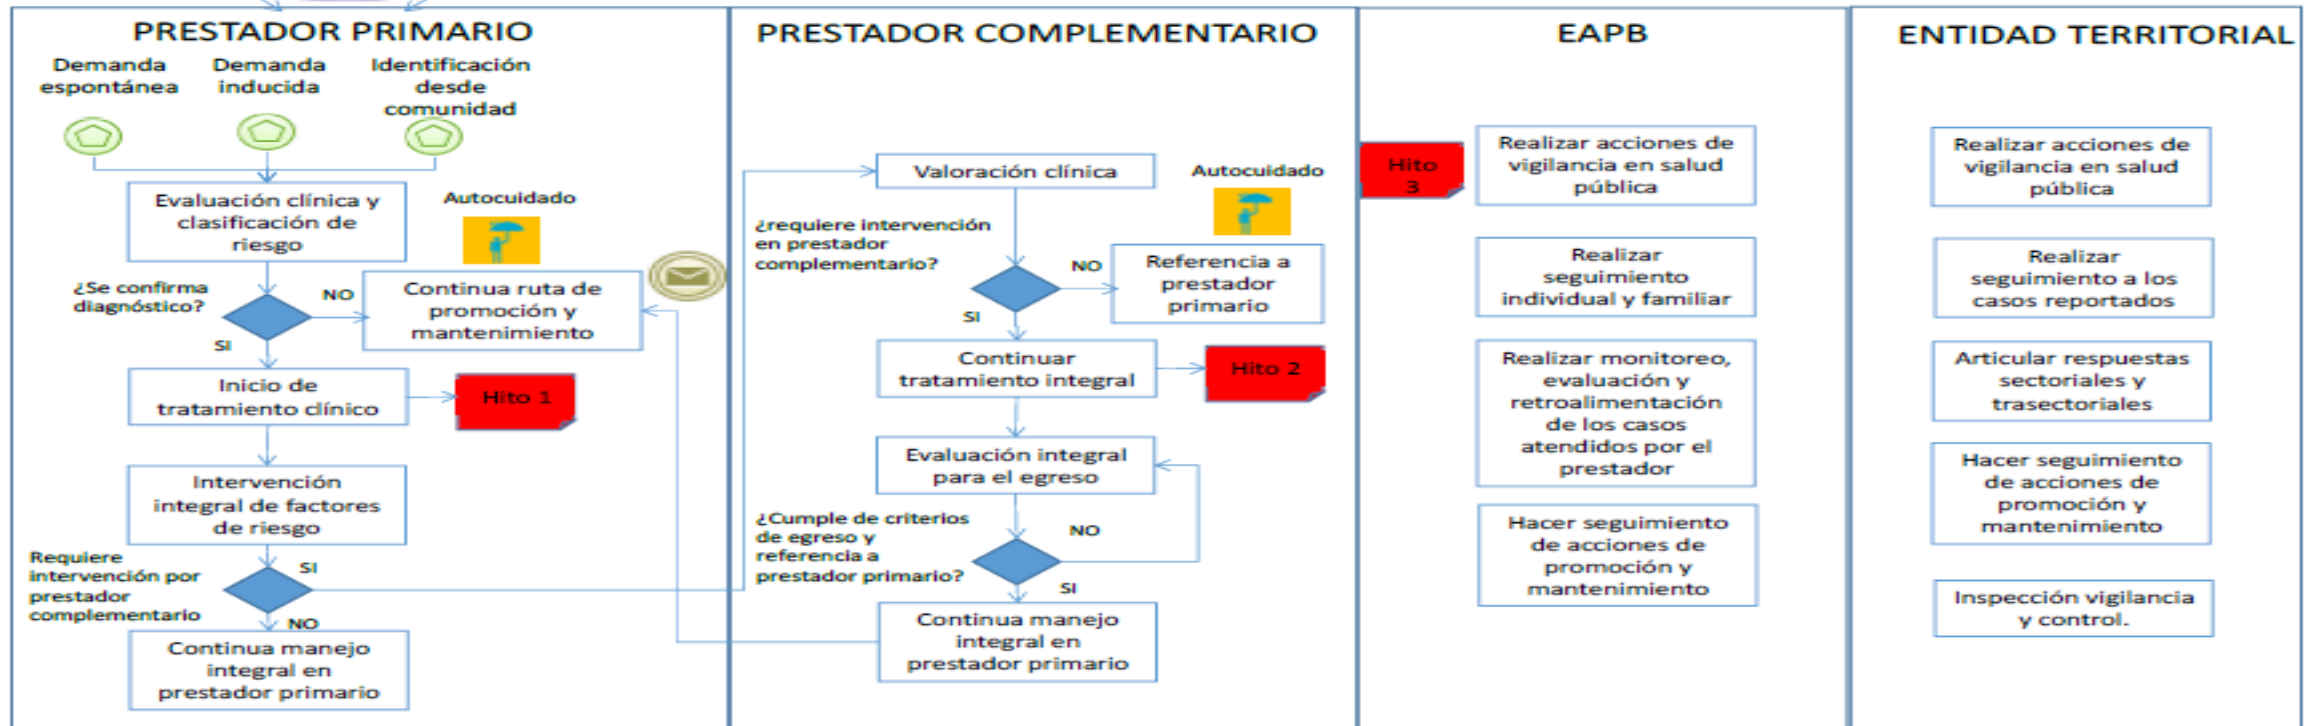 PRESTADOR PRIMARIO
Demanda
espontánea
Demanda
inducida
Identificación
desde
comunidad
Evaluación clínica y
clasificación de
riesgo
Autocuidado
¿Se confirma
diagnóstico?
NO
Continua ruta de
promoción y
mantenimiento
SI
Inicio de
tratamiento clínico
Hito 1
Intervención
integral de factores
de riesgo
Requiere
intervención por
prestador
complementario
SI
NO
Continua manejo
integral en
prestador primario
PRESTADOR COMPLEMENTARIO
Valoración clínica
Autocuidado
¿requiere intervención
en prestador
complementario?
NO
Referencia a
prestador
primario
SI
Continuar
tratamiento integral
Hito 2
Evaluación integral
para el egreso
¿Cumple de criterios
de egreso y
referencia a
prestador primario?
NO
SI
Continua manejo
integral en
prestador primario
EAPB
Hito
3
Realizar acciones de
vigilancia en salud
pública
Realizar
seguimiento
individual y familiar
Realizar monitoreo,
evaluación y
retroalimentación
de los casos
atendidos por el
prestador
Hacer seguimiento
de acciones de
promoción y
mantenimiento
ENTIDAD TERRITORIAL
Realizar acciones de
vigilancia en salud
pública
Realizar
seguimiento a los
casos reportados
Articular respuestas
sectoriales y
trasectoriales
Hacer seguimiento
de acciones de
promoción y
mantenimiento
Inspección vigilancia
y control.